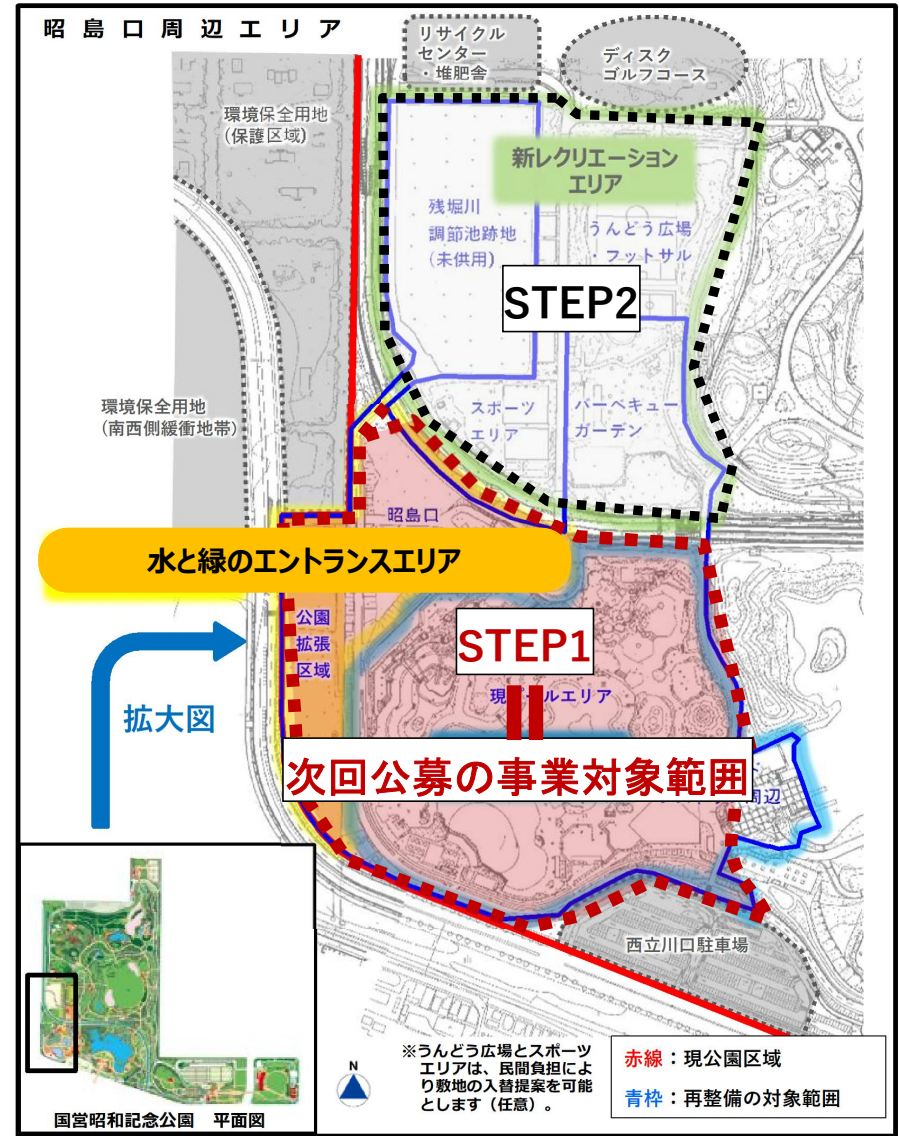 昭島口周辺エリア
リサイクル
センター
・堆肥舎
ディスク
ゴルフコース
環境保全用地
(保護区域)
新レクリエーション
エリア
残堀川
調節池跡地
(未供用)
うんどう広場
・フットサル
STEP2
環境保全用地
(南西側緩衝地帯)
スポーツ
エリア
バーベキュー
ガーデン
昭島口
水と緑のエントランスエリア
公園
拡張
区域
STEP1
現プールエリア
拡大図
次回公募の事業対象範囲
周辺
西立川口駐車場
国営昭和記念公園 平面図
N
※うんどう広場とスポーツ
エリアは、民間負担によ
り敷地の入替提案を可能
とします（任意）。
赤線：現公園区域
青枠：再整備の対象範囲